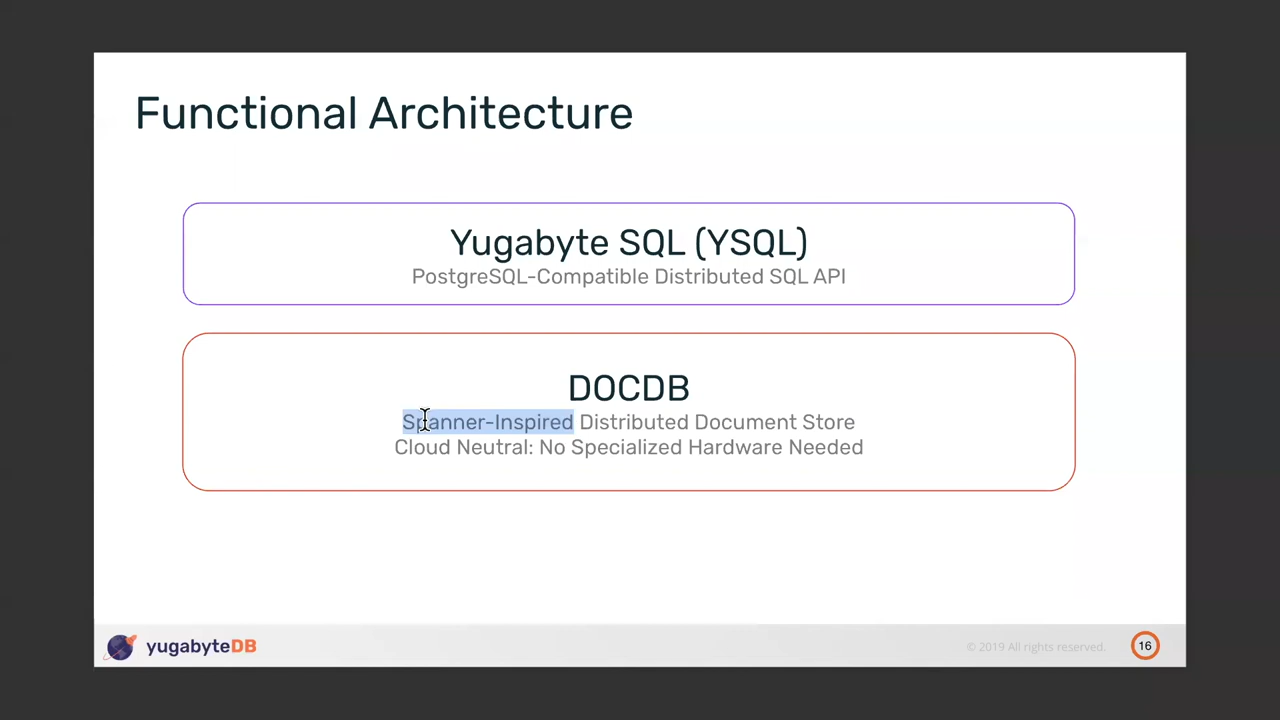 Functional Architecture
Yugabyte SQL (YSQL)
PostgreSQL-Compatible Distributed SQL API
DOCDB
Spanner-Inspired Distributed Document Store
Cloud Neutral: No Specialized Hardware Needed
yugabyteDB
© 2019 All rights reserved.
16